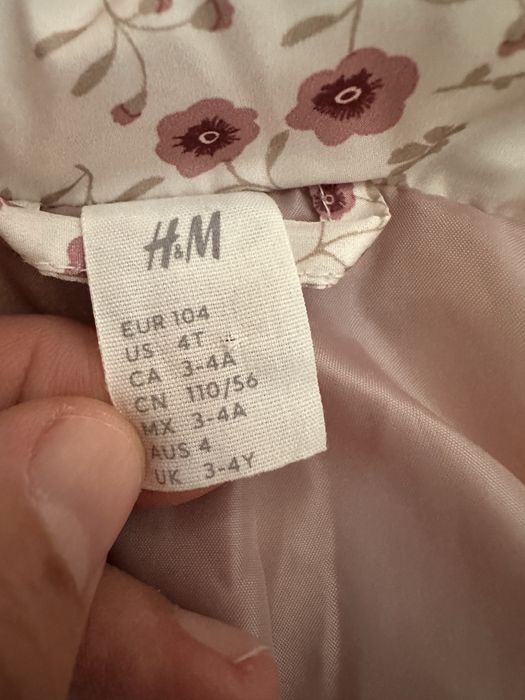 H&M
EUR 104
US 4T
CA 3-4A
CN 110/56
MX 3-4A
AUS 4
UK 3-4Y